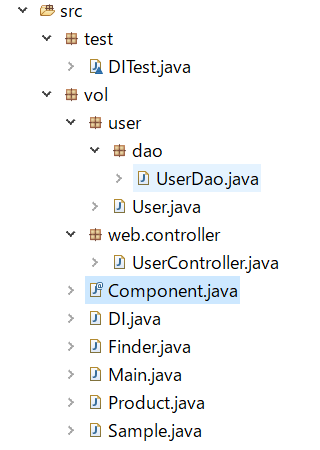 src
test
DITest.java
vol
user
dao
UserDao.java
User.java
web.controller
UserController.java
Component.java
DI.java
Finder.java
Main.java
Product.java
Sample.java